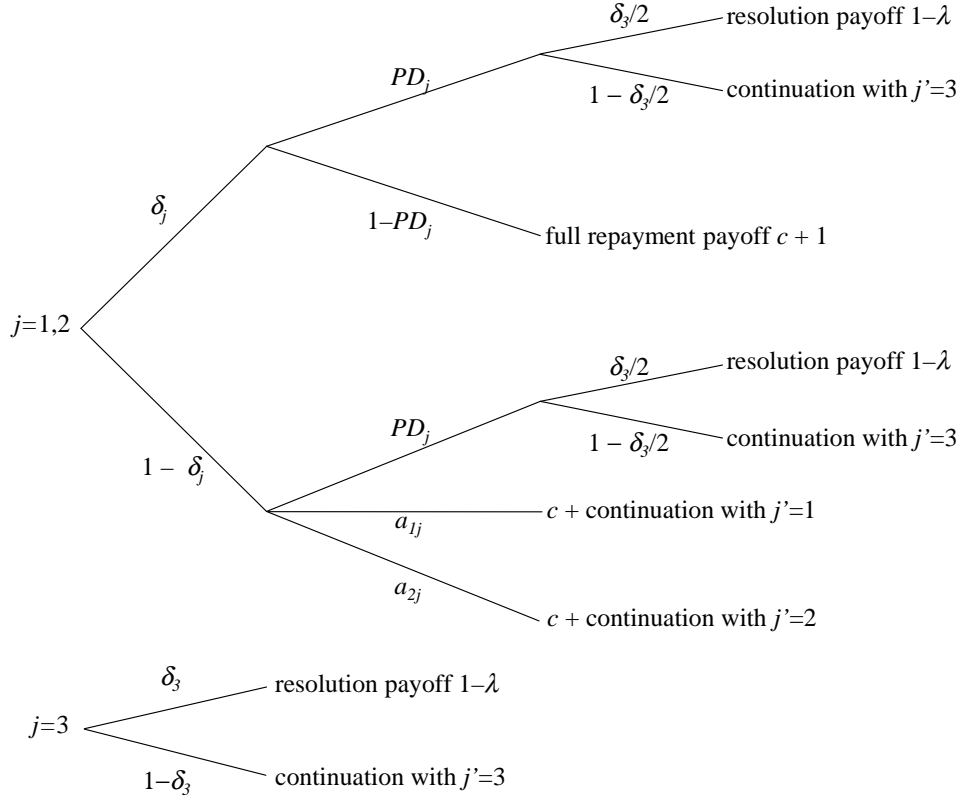 δ₃/2
resolution payoff 1–λ
PDⱼ
1 – δ₃/2
continuation with j’=3
δⱼ
1–PDⱼ
full repayment payoff c + 1
j=1,2
δ₃/2
resolution payoff 1–λ
PDⱼ
1 – δ₃/2
continuation with j’=3
1 – δⱼ
a₁ⱼ
c + continuation with j’=1
a₂ⱼ
c + continuation with j’=2
δ₃
resolution payoff 1–λ
j=3
1–δ₃
continuation with j’=3